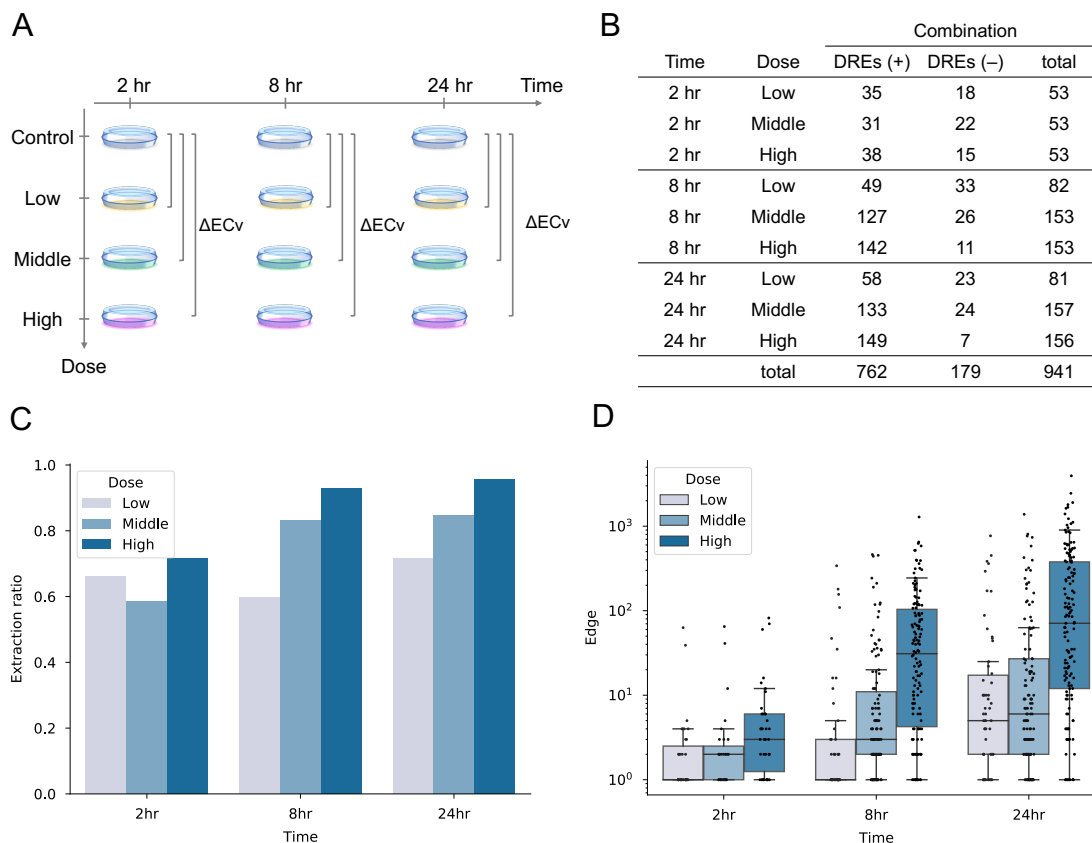 A
2 hr 8 hr 24 hr Time
Control
Low
Middle
High
Dose
ΔECv ΔECv ΔECv
B
Combination
Time Dose DREs (+) DREs (–) total
2 hr Low 35 18 53
2 hr Middle 31 22 53
2 hr High 38 15 53
8 hr Low 49 33 82
8 hr Middle 127 26 153
8 hr High 142 11 153
24 hr Low 58 23 81
24 hr Middle 133 24 157
24 hr High 149 7 156
total 762 179 941
C
Dose
Low
Middle
High
Extraction ratio
1.0
0.8
0.6
0.4
0.2
0.0
2hr 8hr 24hr
Time
D
Dose
Low
Middle
High
Edge
10³
10²
10¹
10⁰
2hr 8hr 24hr
Time